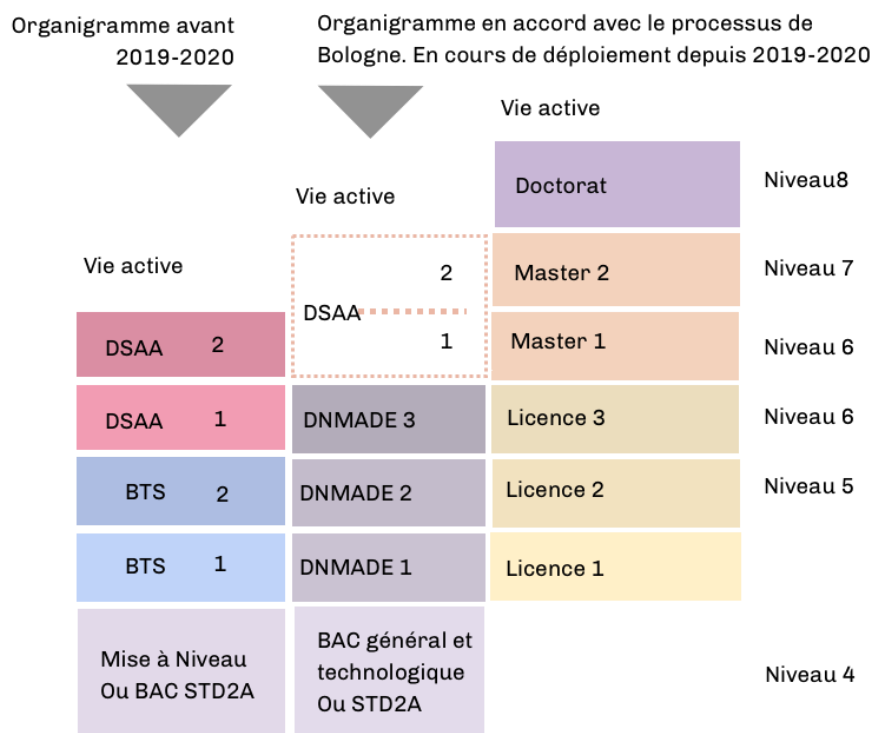 Organigramme avant
2019-2020
Organigramme en accord avec le processus de
Bologne. En cours de déploiement depuis 2019-2020
Vie active
Doctorat
Niveau8
Vie active
2
Master 2
Niveau 7
Vie active
DSAA
1
Master 1
Niveau 6
DSAA 2
DSAA 1
DNMADE 3
Licence 3
Niveau 6
BTS 2
DNMADE 2
Licence 2
Niveau 5
BTS 1
DNMADE 1
Licence 1
Mise à Niveau
Ou BAC STD2A
BAC général et
technologique
Ou STD2A
Niveau 4